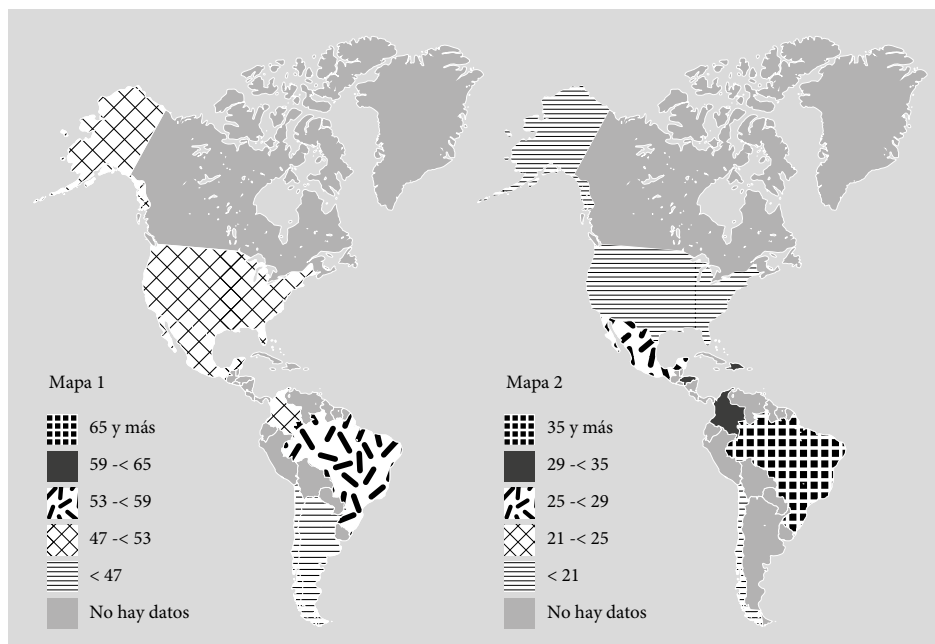 Mapa 1
65 y más
59 -< 65
53 -< 59
47 -< 53
< 47
No hay datos
Mapa 2
35 y más
29 -< 35
25 -< 29
21 -< 25
< 21
No hay datos